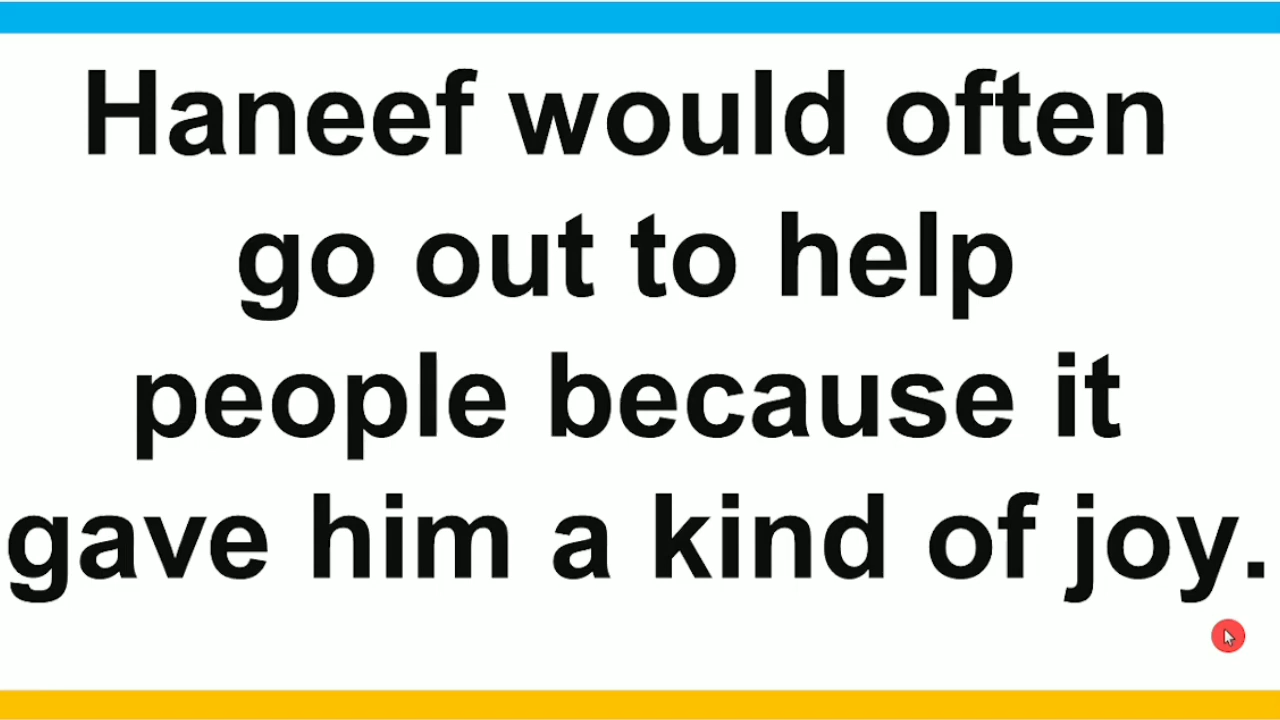 Haneef would often
go out to help
people because it
gave him a kind of joy.